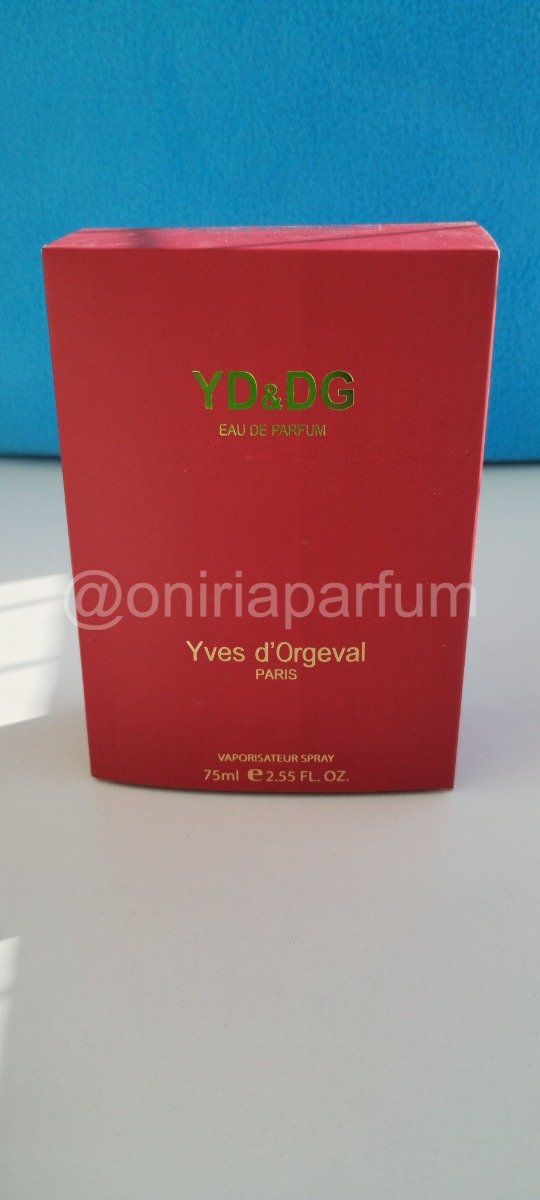 YD&DG
EAU DE PARFUM
@oniriaparfum
Yves d'Orgeval
PARIS
VAPORISATEUR SPRAY
75ml e 2.55 FL. OZ.